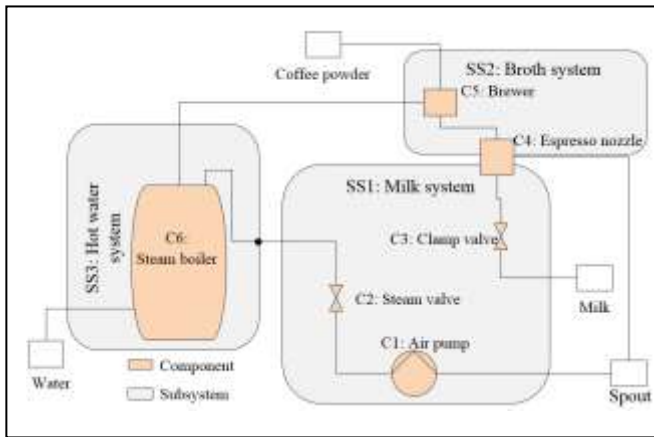 Coffee powder
SS2: Broth system
C5: Brewer
C4: Espresso nozzle
SS1: Milk system
C3: Clamp valve
SS3: Hot water
system
C6:
Steam boiler
C2: Steam valve
Milk
C1: Air pump
Water
Component
Subsystem
Spout